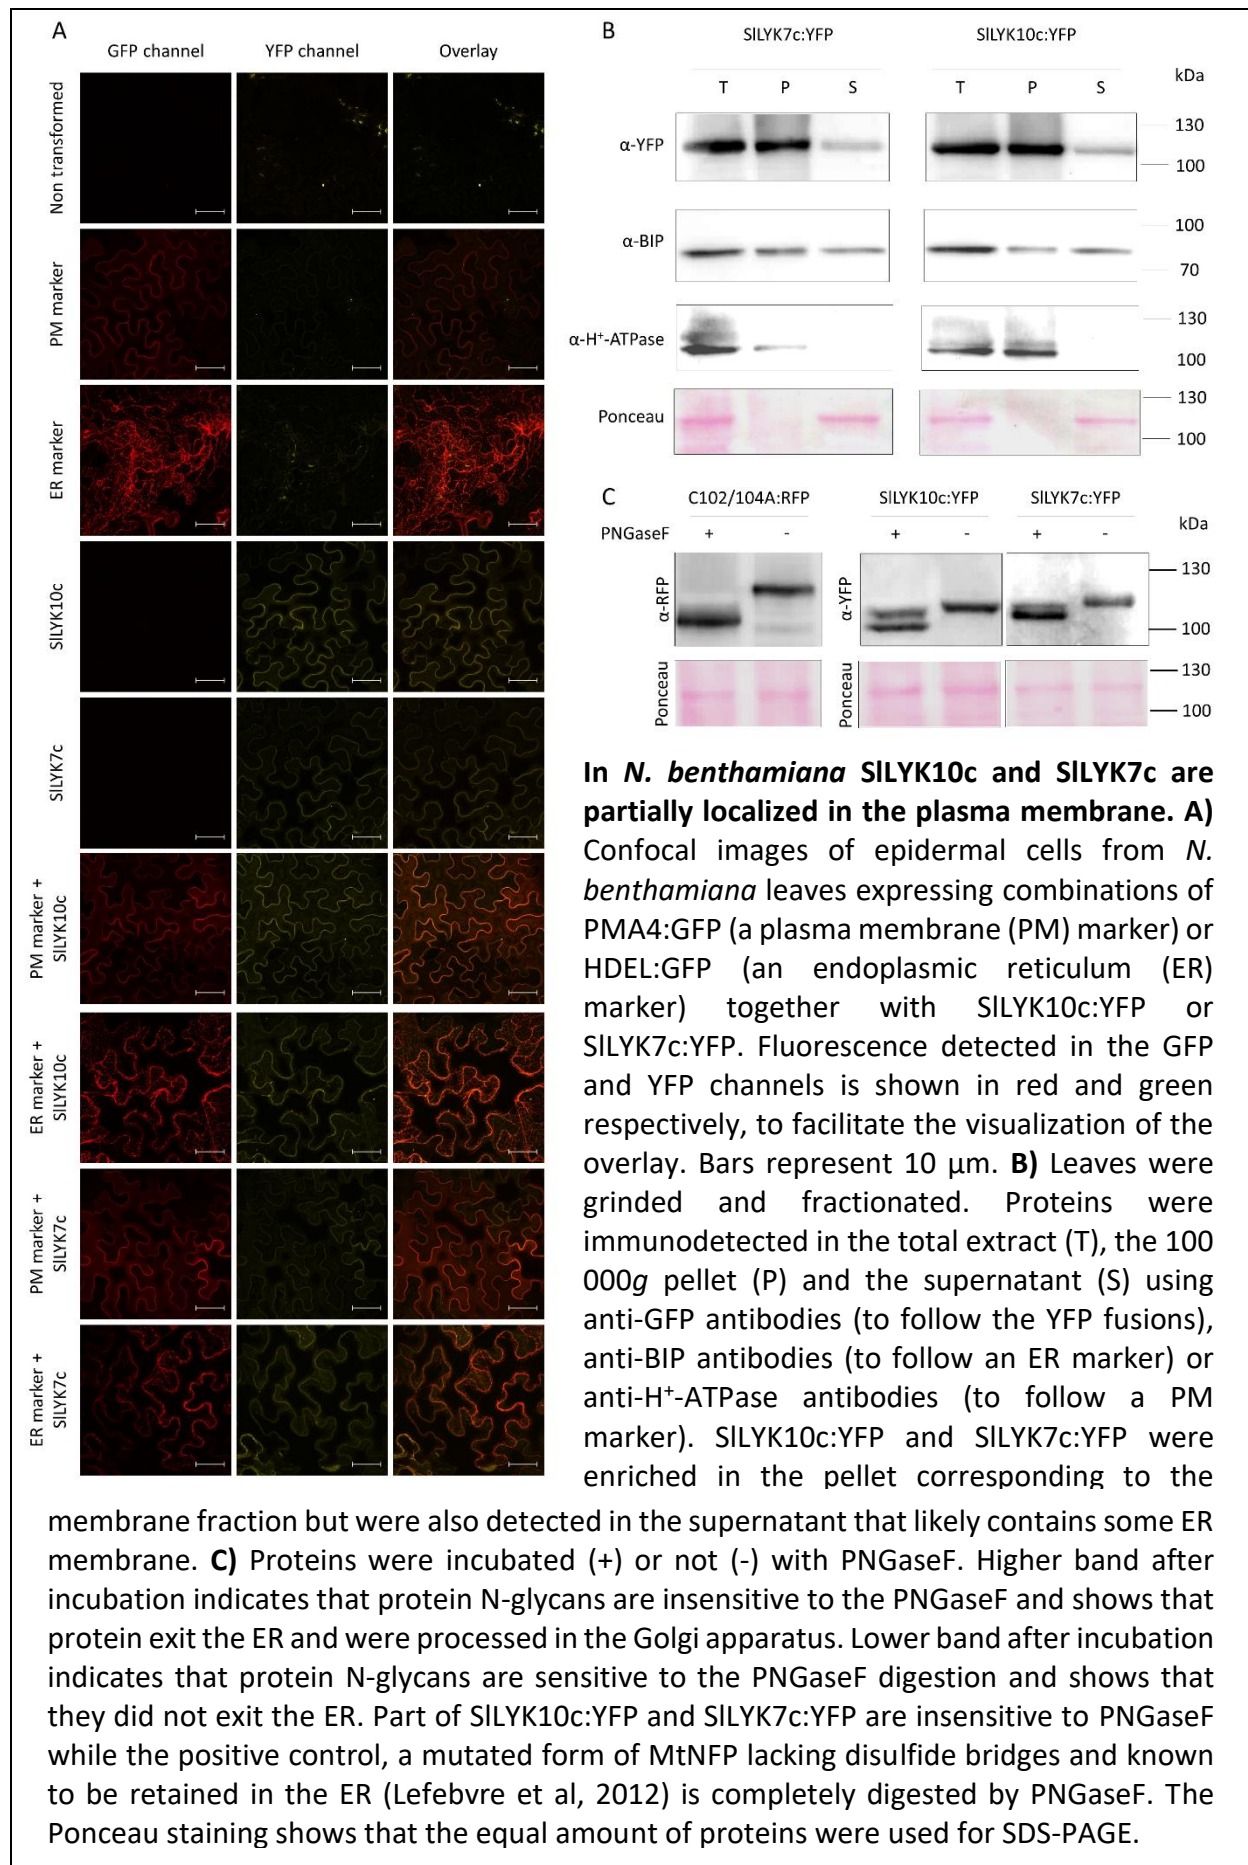 A
GFP channel YFP channel Overlay
Non transformed
PM marker
ER marker
SlLYK10c
SlLYK7c
PM marker +
SlLYK10c
ER marker +
SlLYK10c
PM marker +
SlLYK7c
ER marker +
SlLYK7c
B
SlLYK7c:YFP SlLYK10c:YFP
T P S T P S kDa
α-YFP
130
100
α-BIP
100
70
α-H⁺-ATPase
130
100
Ponceau
130
100
C
C102/104A:RFP SlLYK10c:YFP SlLYK7c:YFP
PNGaseF + - + - + - kDa
α-RFP
α-YFP
130
100
Ponceau
Ponceau
130
100
In N. benthamiana SlLYK10c and SlLYK7c are
partially localized in the plasma membrane. A)
Confocal images of epidermal cells from N.
benthamiana leaves expressing combinations of
PMA4:GFP (a plasma membrane (PM) marker) or
HDEL:GFP (an endoplasmic reticulum (ER)
marker) together with SlLYK10c:YFP or
SlLYK7c:YFP. Fluorescence detected in the GFP
and YFP channels is shown in red and green
respectively, to facilitate the visualization of the
overlay. Bars represent 10 µm. B) Leaves were
grinded and fractionated. Proteins were
immunodetected in the total extract (T), the 100
000g pellet (P) and the supernatant (S) using
anti-GFP antibodies (to follow the YFP fusions),
anti-BIP antibodies (to follow an ER marker) or
anti-H⁺-ATPase antibodies (to follow a PM
marker). SlLYK10c:YFP and SlLYK7c:YFP were
enriched in the pellet corresponding to the
membrane fraction but were also detected in the supernatant that likely contains some ER
membrane. C) Proteins were incubated (+) or not (-) with PNGaseF. Higher band after
incubation indicates that protein N-glycans are insensitive to the PNGaseF and shows that
protein exit the ER and were processed in the Golgi apparatus. Lower band after incubation
indicates that protein N-glycans are sensitive to the PNGaseF digestion and shows that
they did not exit the ER. Part of SlLYK10c:YFP and SlLYK7c:YFP are insensitive to PNGaseF
while the positive control, a mutated form of MtNFP lacking disulfide bridges and known
to be retained in the ER (Lefebvre et al, 2012) is completely digested by PNGaseF. The
Ponceau staining shows that the equal amount of proteins were used for SDS-PAGE.